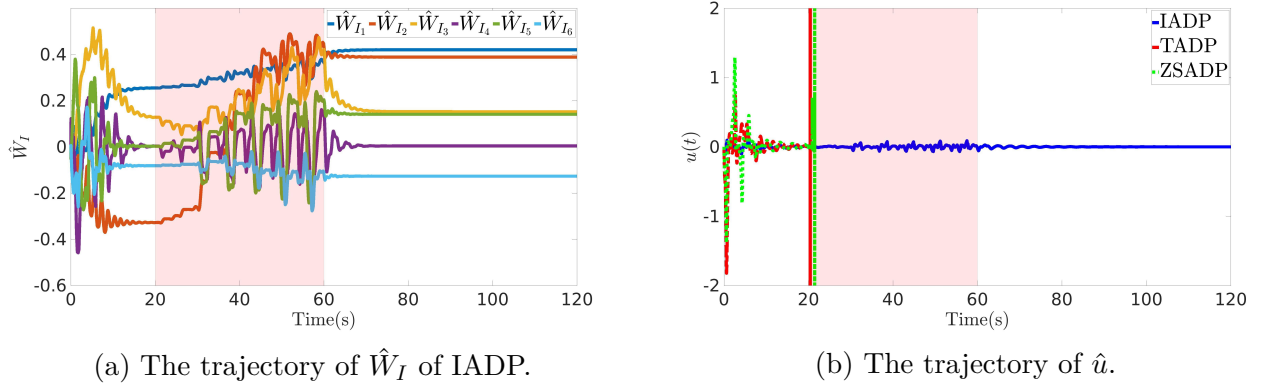 Ŵ_I₁ Ŵ_I₂ Ŵ_I₃ Ŵ_I₄ Ŵ_I₅ Ŵ_I₆
0.4
0.2
0
-0.2
-0.4
-0.6
Ŵ_I
0 20 40 60 80 100 120
Time(s)
(a) The trajectory of Ŵ_I of IADP.
IADP
TADP
ZSADP
2
1
0
-1
-2
u(t)
0 20 40 60 80 100 120
Time(s)
(b) The trajectory of û.